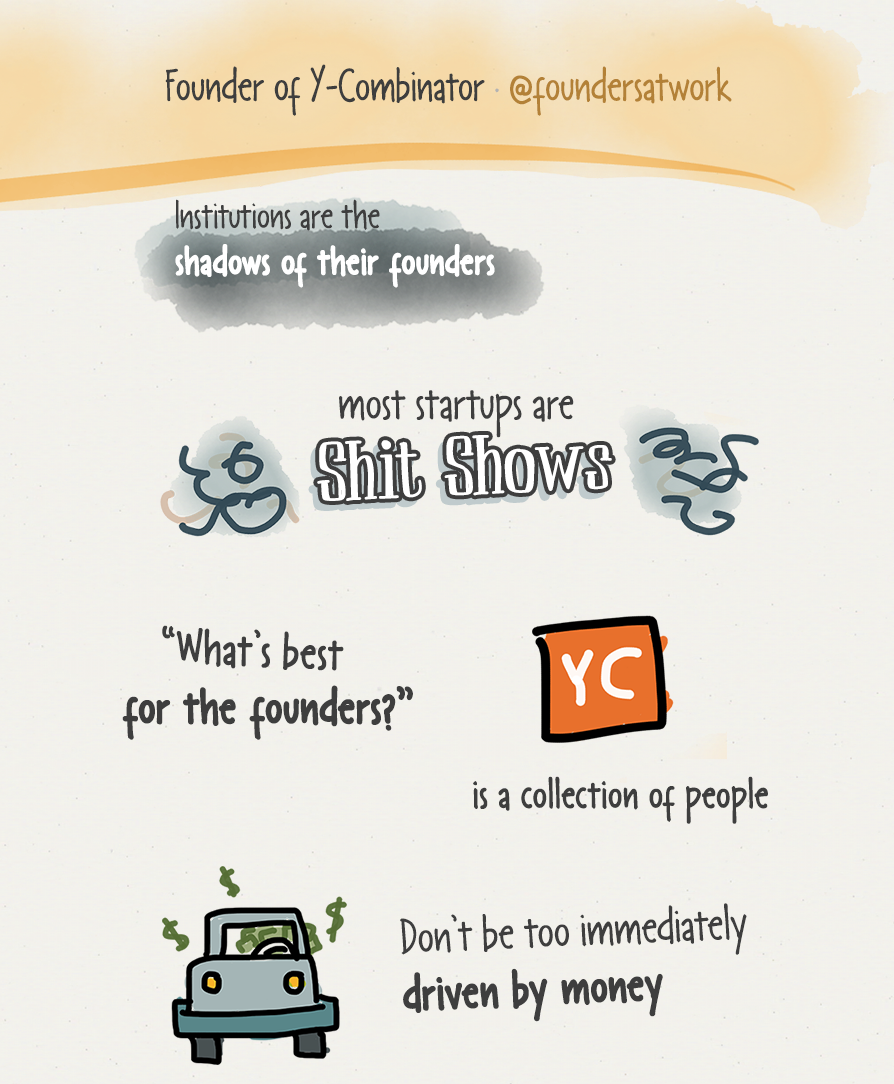 Founder of Y-Combinator · @foundersatwork
Institutions are the
shadows of their founders
most startups are
Shit Shows
“What's best
for the founders?”
YC
is a collection of people
$
$
$
Don't be too immediately
driven by money